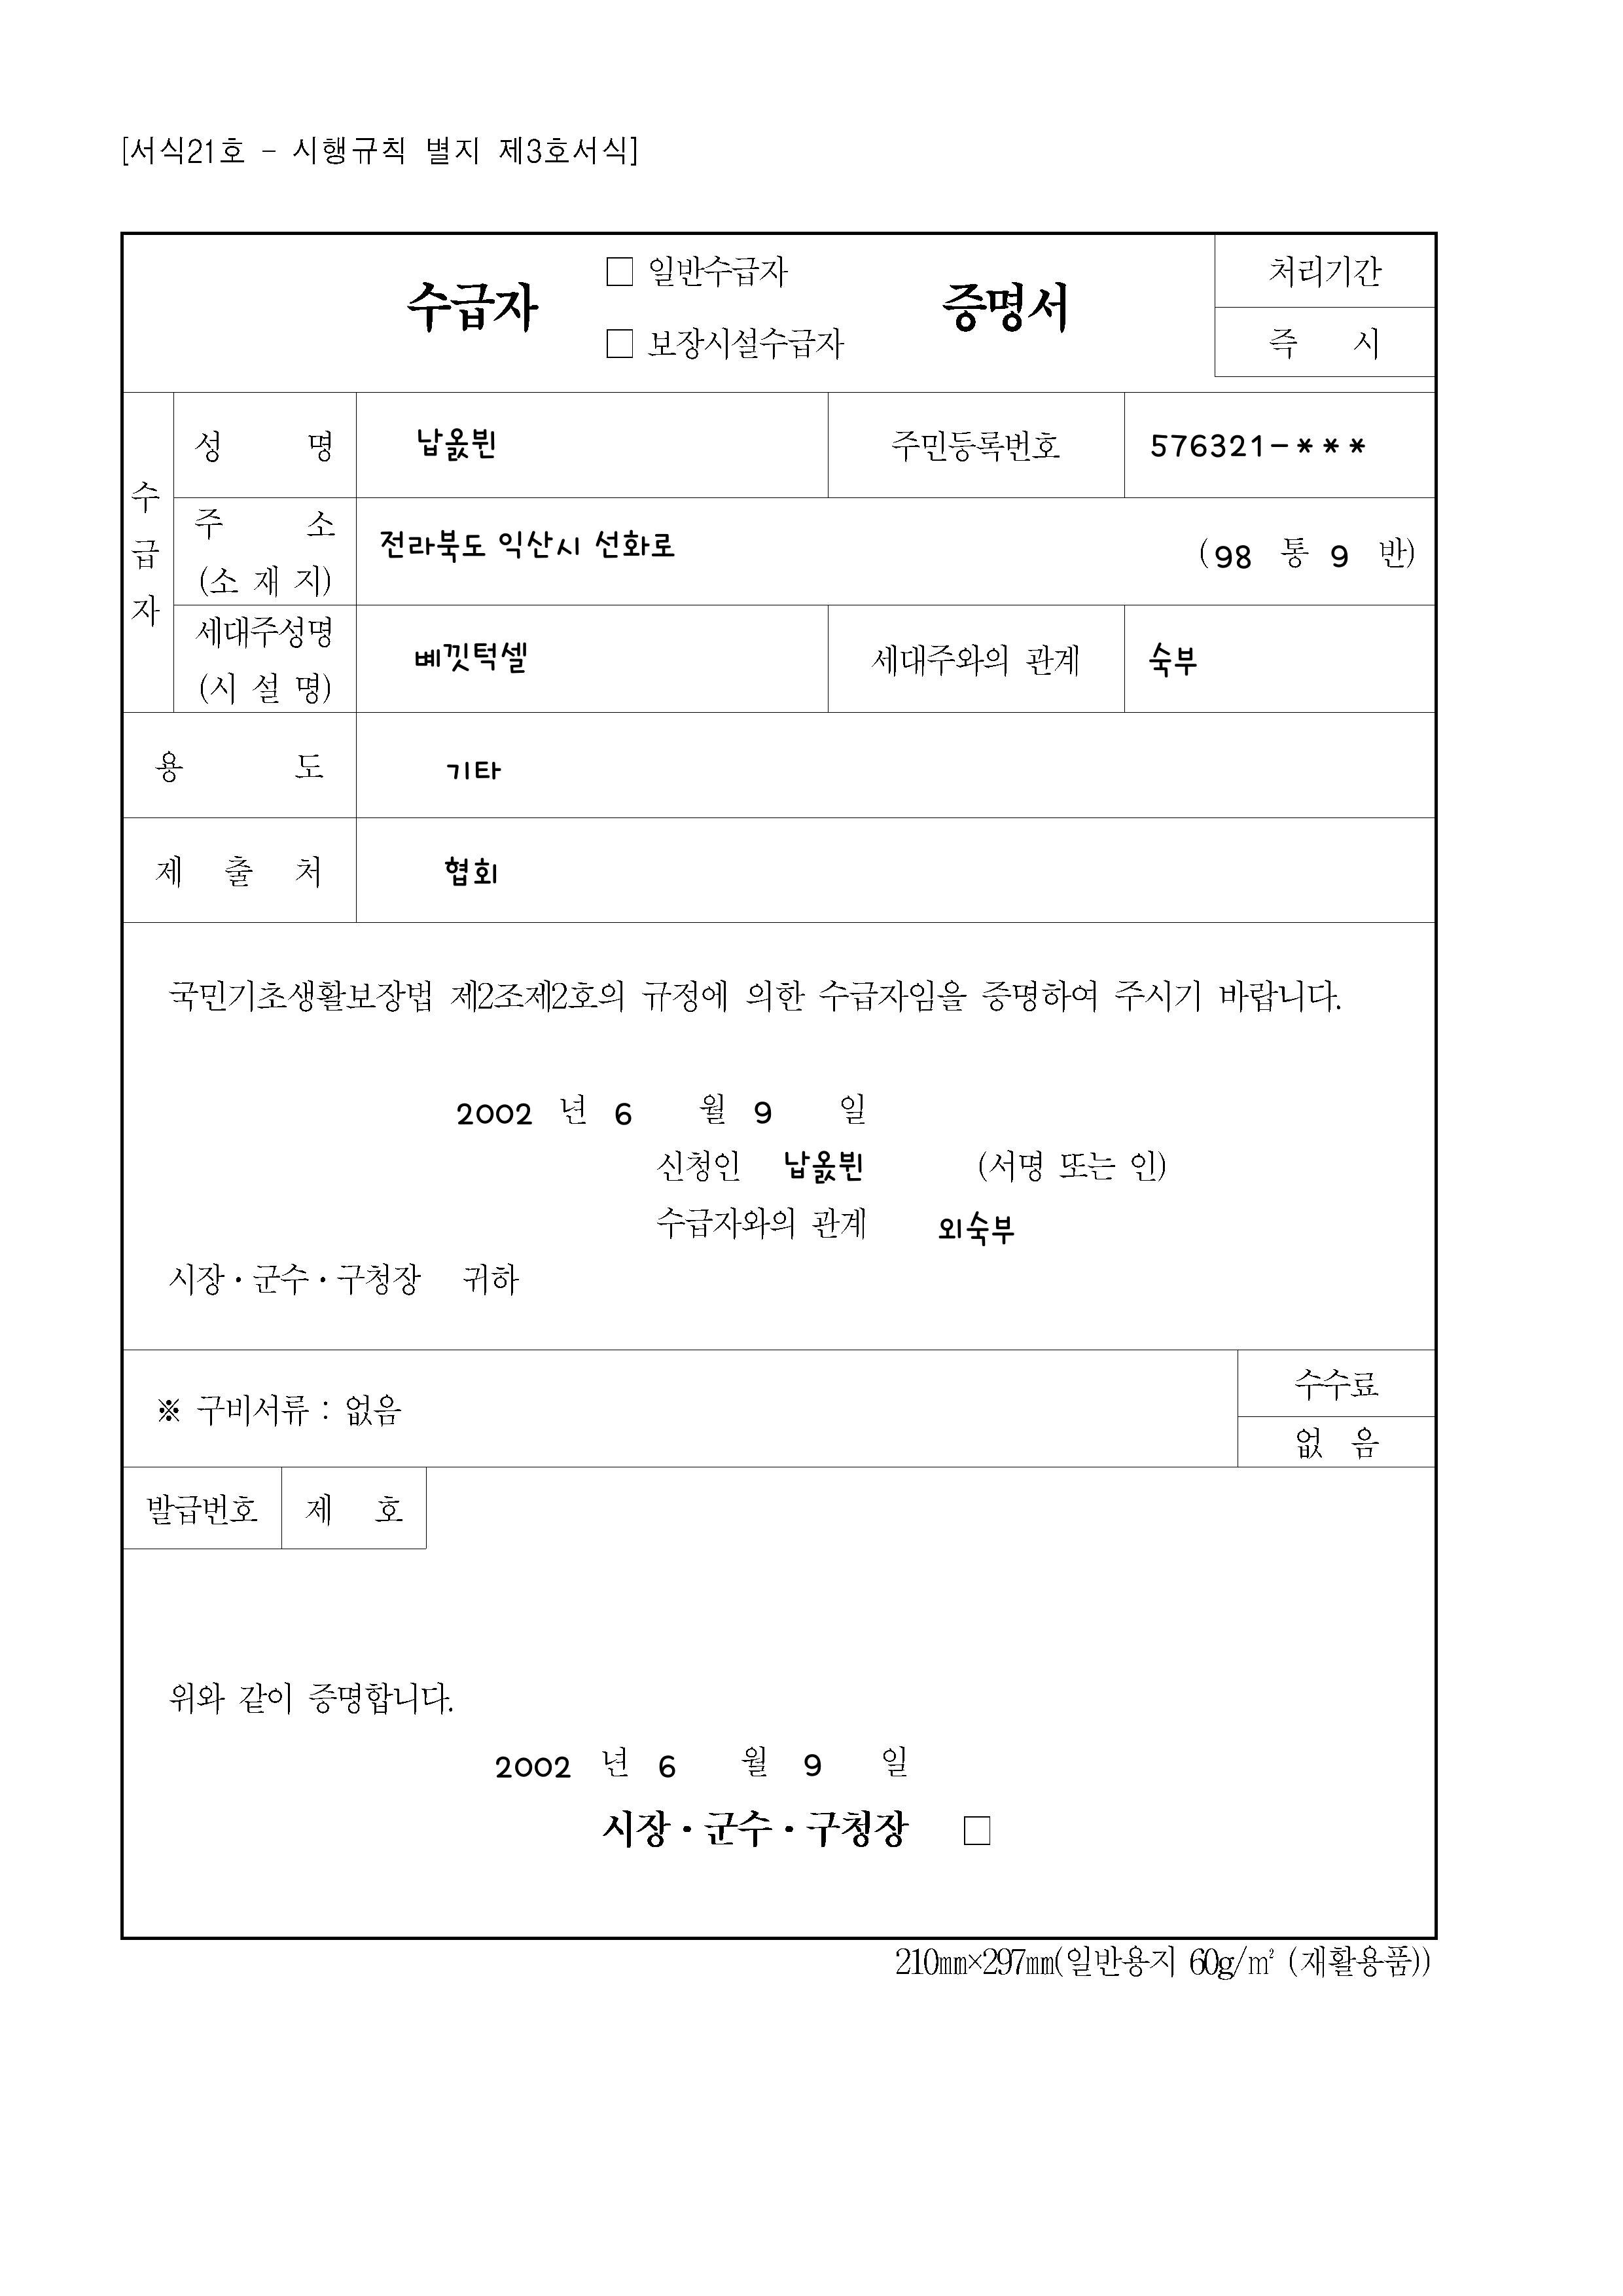 [서식21호 - 시행규칙 별지 제3호서식]
수급자 □ 일반수급자 □ 보장시설수급자 증명서
처리기간
즉 시
수급자
성 명 납옰뷘 주민등록번호 576321-***
주 소 (소 재 지) 전라북도 익산시 선화로 (98 통 9 반)
세대주성명 (시 설 명) 뻬낏턱셀 세대주와의 관계 숙부
용 도 기타
제 출 처 협회
국민기초생활보장법 제2조제2호의 규정에 의한 수급자임을 증명하여 주시기 바랍니다.
2002 년 6 월 9 일
신청인 납옰뷘 (서명 또는 인)
수급자와의 관계 외숙부
시장·군수·구청장 귀하
※ 구비서류 : 없음
수수료
없 음
발급번호 제 호
위와 같이 증명합니다.
2002 년 6 월 9 일
시장·군수·구청장 □
210㎜×297㎜(일반용지 60g/㎡ (재활용품))